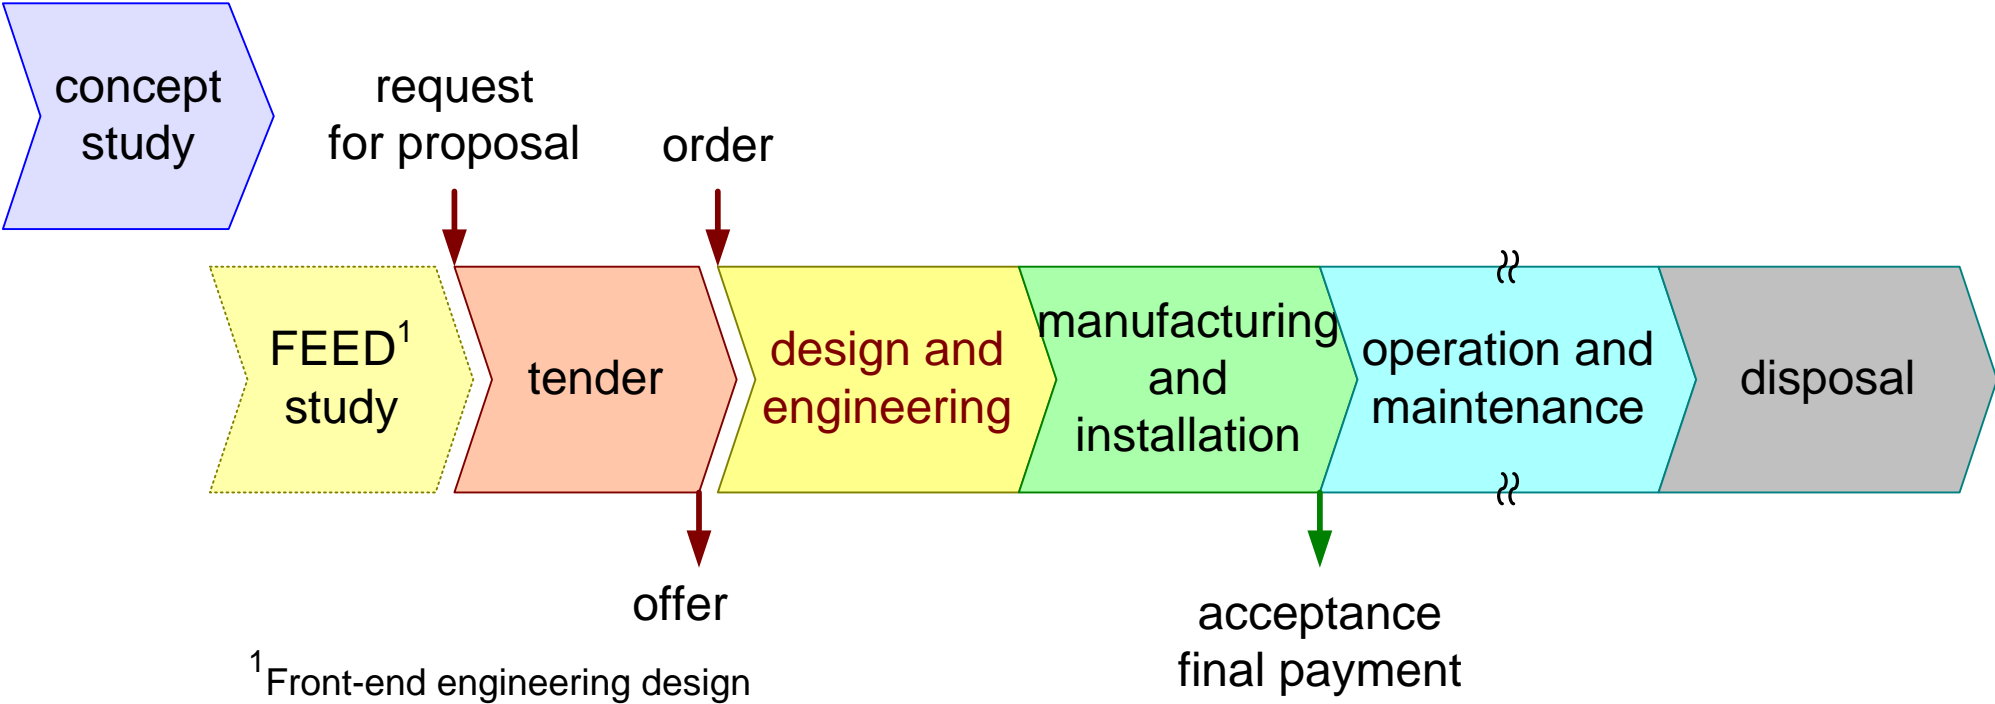 concept
study
request
for proposal
order
FEED¹
study
tender
design and
engineering
manufacturing
and
installation
operation and
maintenance
disposal
offer
acceptance
final payment
¹Front-end engineering design